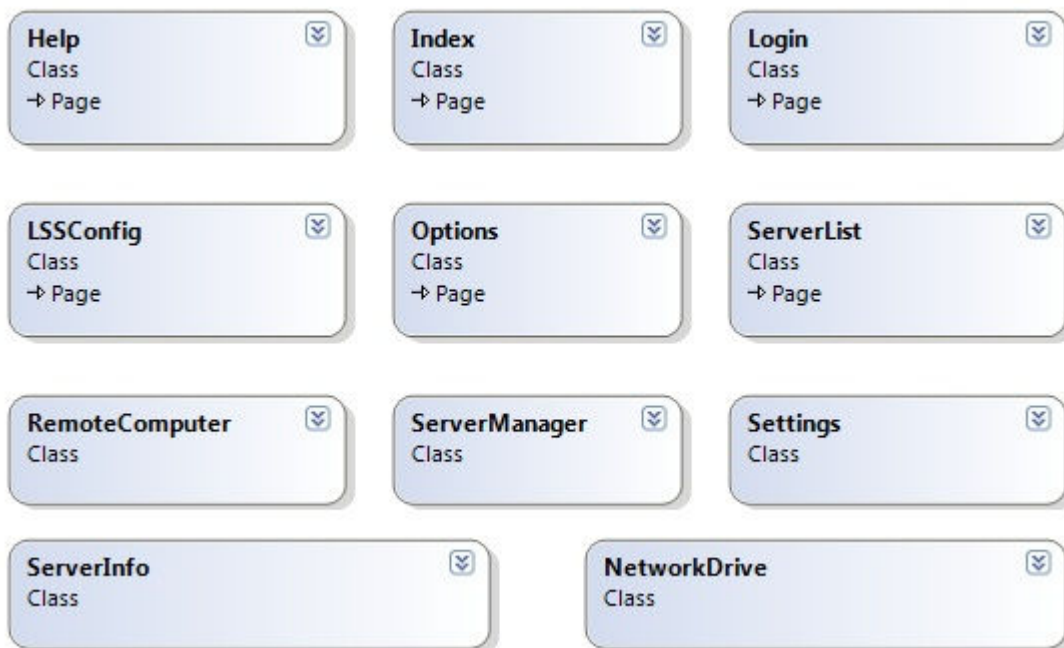 Help
Class
Page
Index
Class
Page
Login
Class
Page
LSSConfig
Class
Page
Options
Class
Page
ServerList
Class
Page
RemoteComputer
Class
ServerManager
Class
Settings
Class
ServerInfo
Class
NetworkDrive
Class